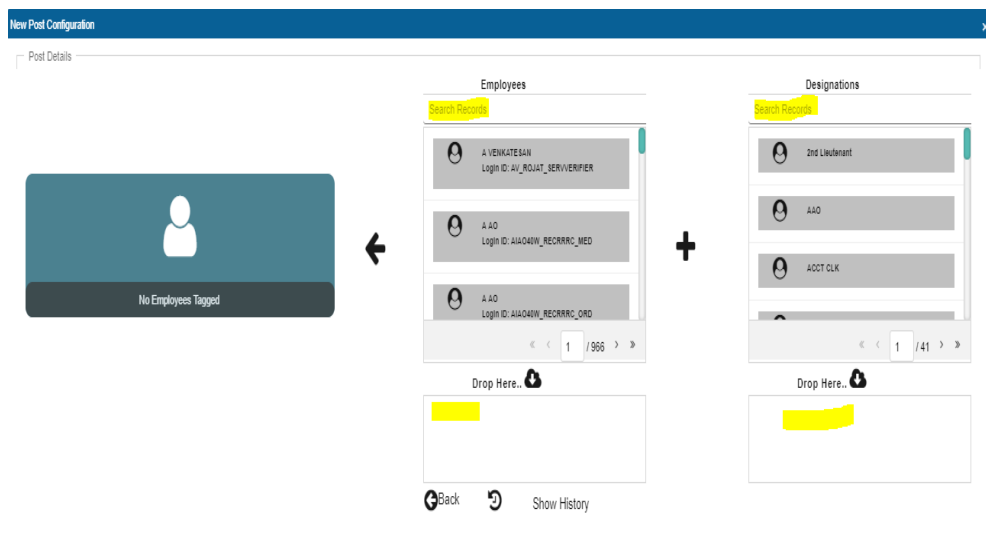 New Post Configuration
x
Post Details
Employees
Search Records
A VENKATESAN
Login ID: AV_ROJAT_SERVVERIFIER
A AO
Login ID: AIAO40W_RECRRRC_MED
A AO
Login ID: AIAO40W_RECRRRC_ORD
« ‹ 1 / 966 › »
Drop Here..
Back
Show History
Designations
Search Records
2nd Lieutenant
AAO
ACCT CLK
« ‹ 1 / 41 › »
Drop Here..
No Employees Tagged